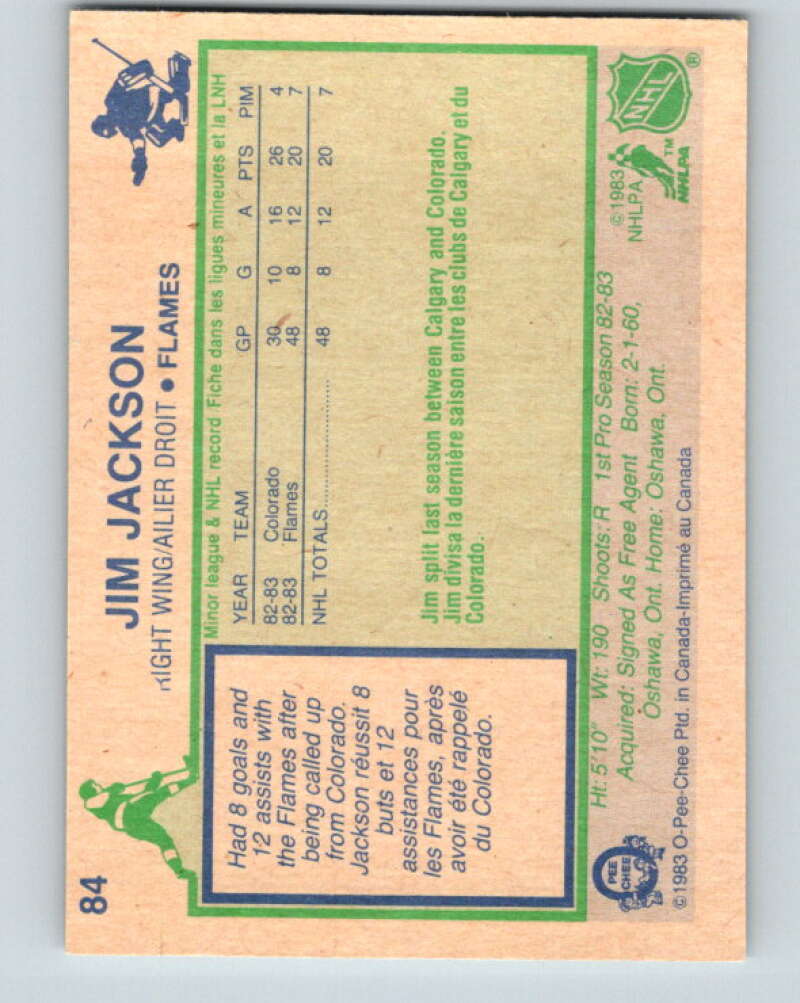 84
JIM JACKSON
RIGHT WING/AILIER DROIT • FLAMES
Had 8 goals and
12 assists with
the Flames after
being called up
from Colorado.
Jackson réussit 8
buts et 12
assistances pour
les Flames, après
avoir été rappelé
du Colorado.
Minor league & NHL record Fiche dans les ligues mineures et la LNH
YEAR TEAM GP G A PTS PIM
82-83 Colorado 30 10 16 26 4
82-83 Flames 48 8 12 20 7
NHL TOTALS.......................... 48 8 12 20 7
Jim split last season between Calgary and Colorado.
Jim divisa la dernière saison entre les clubs de Calgary et du
Colorado.
Ht: 5'10" Wt: 190 Shoots: R 1st Pro Season 82-83
Acquired: Signed As Free Agent Born: 2-1-60,
Oshawa, Ont. Home: Oshawa, Ont.
©1983 O-Pee-Chee Ptd. in Canada-Imprimé au Canada
PEE
CHEE
©1983
NHLPA
TM
NHLPA
NHL
®